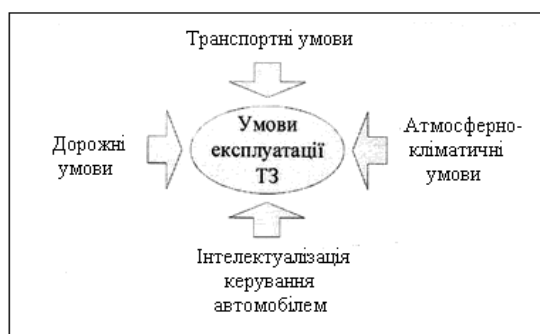 Транспортні умови
Дорожні
умови
Умови
експлуатації
ТЗ
Атмосферно-
кліматичні
умови
Інтелектуалізація
керування
автомобілем